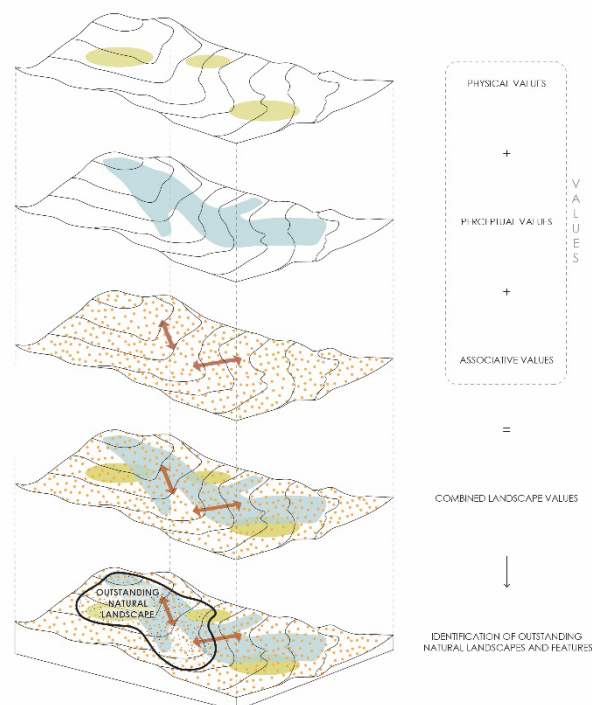 PHYSICAL VALUES
+
PERCEPTUAL VALUES
+
ASSOCIATIVE VALUES
VALUES
=
COMBINED LANDSCAPE VALUES
OUTSTANDING
NATURAL
LANDSCAPE
IDENTIFICATION OF OUTSTANDING
NATURAL LANDSCAPES AND FEATURES